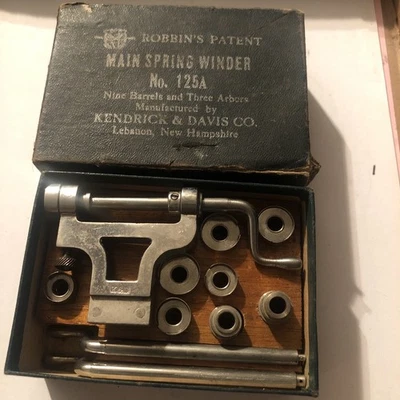 ROBBIN'S PATENT
MAIN SPRING WINDER
No. 125A
Nine Barrels and Three Arbors
Manufactured by
KENDRICK & DAVIS CO.
Lebanon, New Hampshire